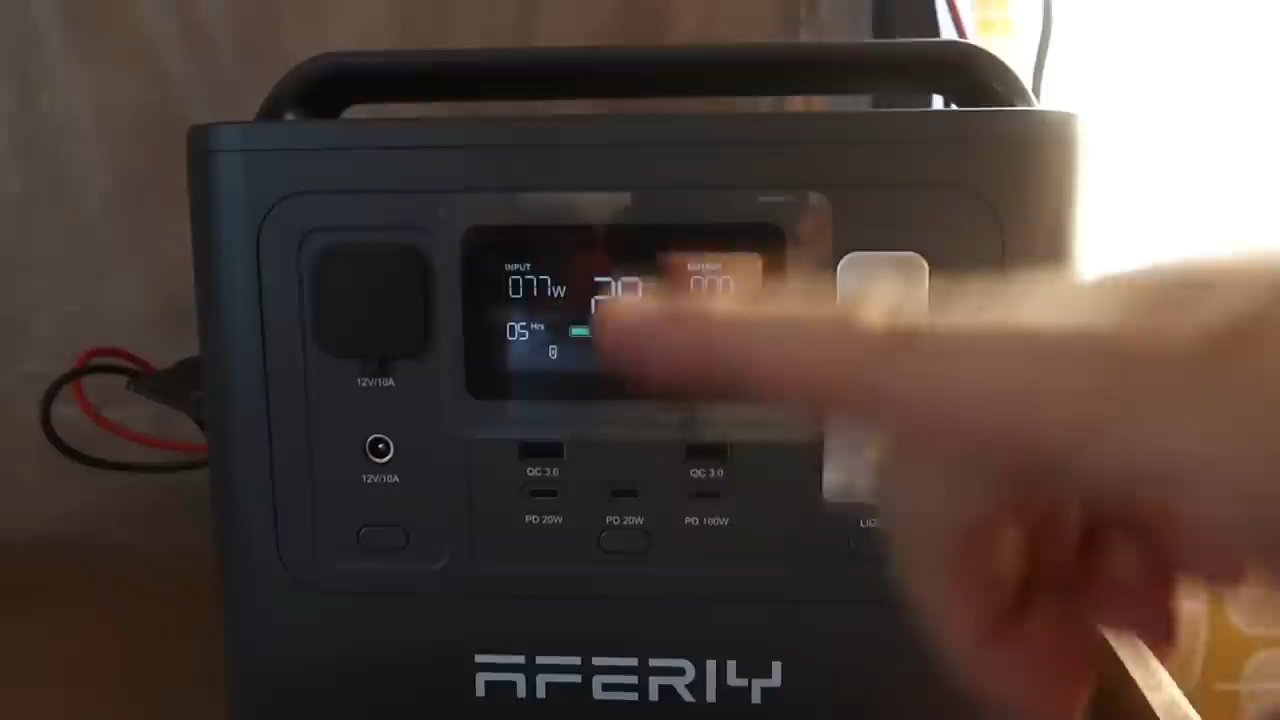 INPUT
077W
05 Hrs
12V/10A
12V/10A
QC 3.0
QC 3.0
PD 20W
PD 20W
PD 100W
AFERIY